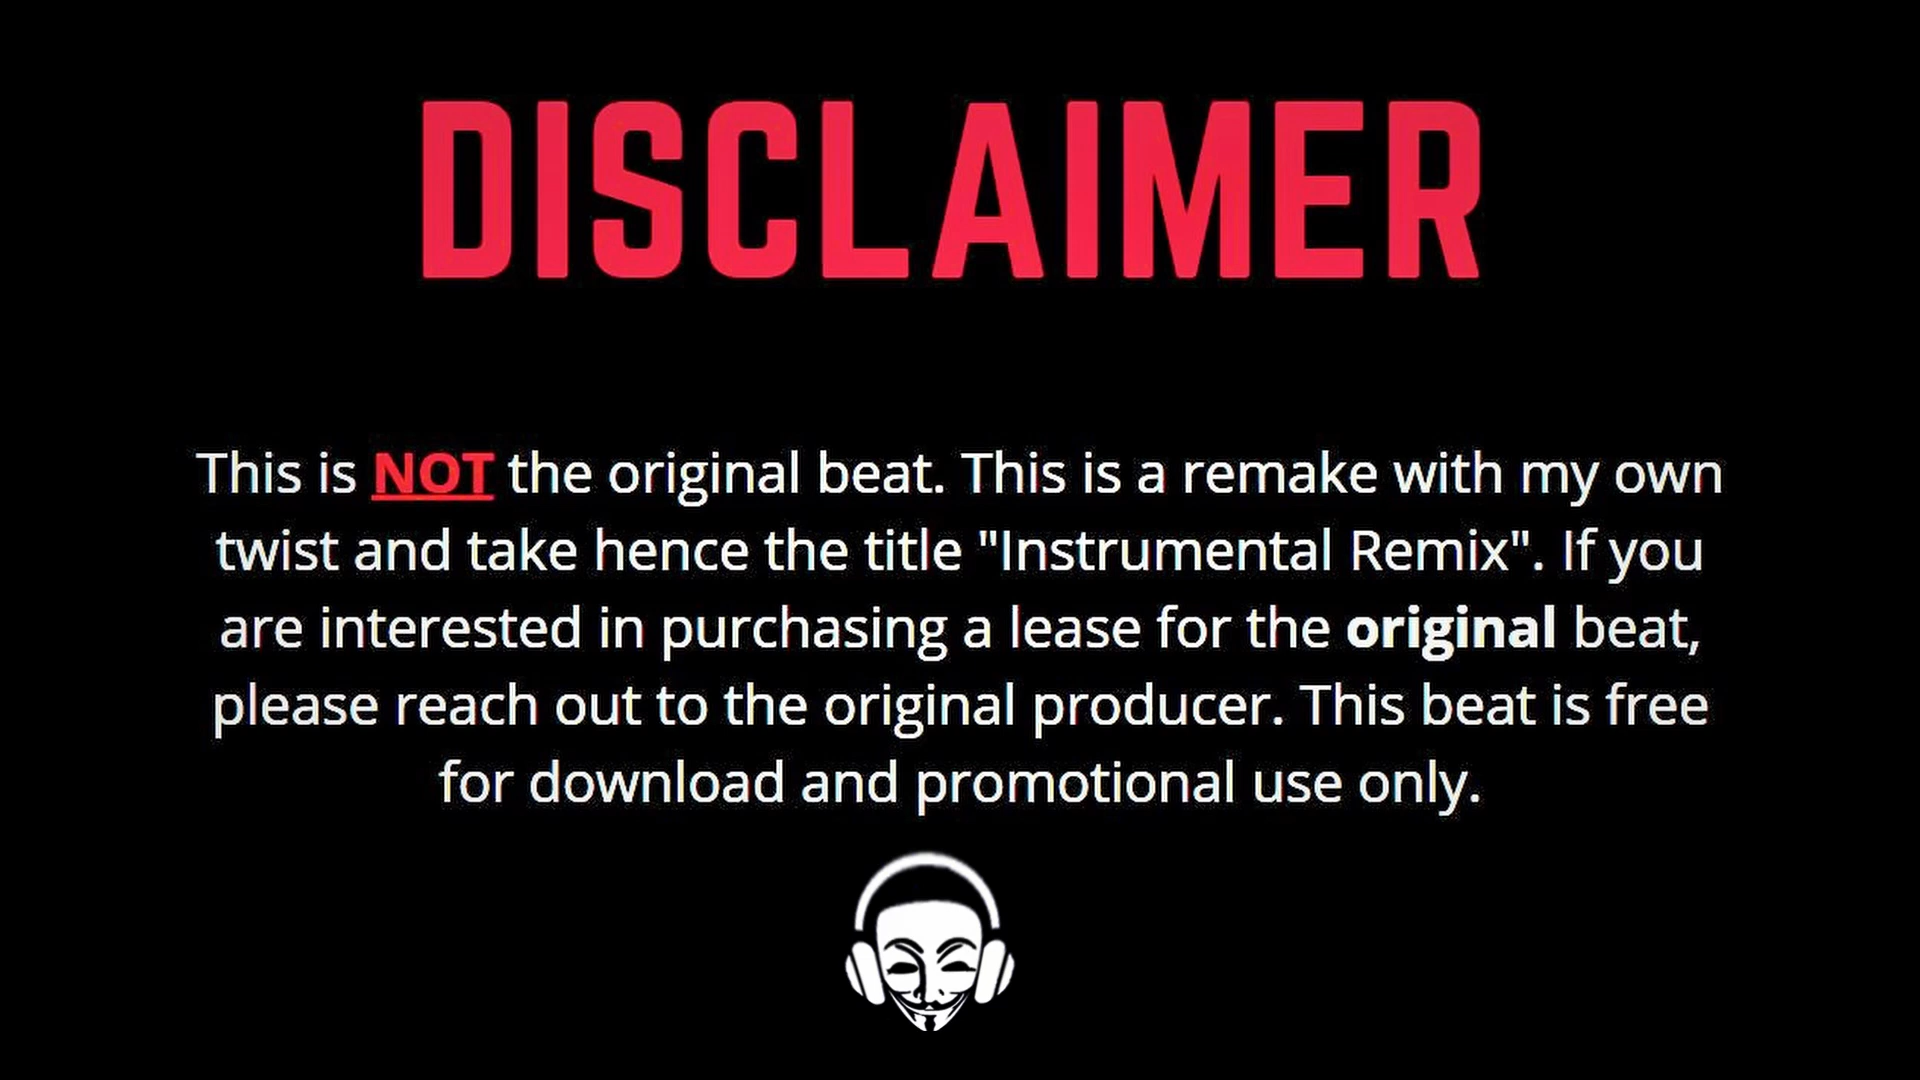 DISCLAIMER
This is NOT the original beat. This is a remake with my own
twist and take hence the title "Instrumental Remix". If you
are interested in purchasing a lease for the original beat,
please reach out to the original producer. This beat is free
for download and promotional use only.